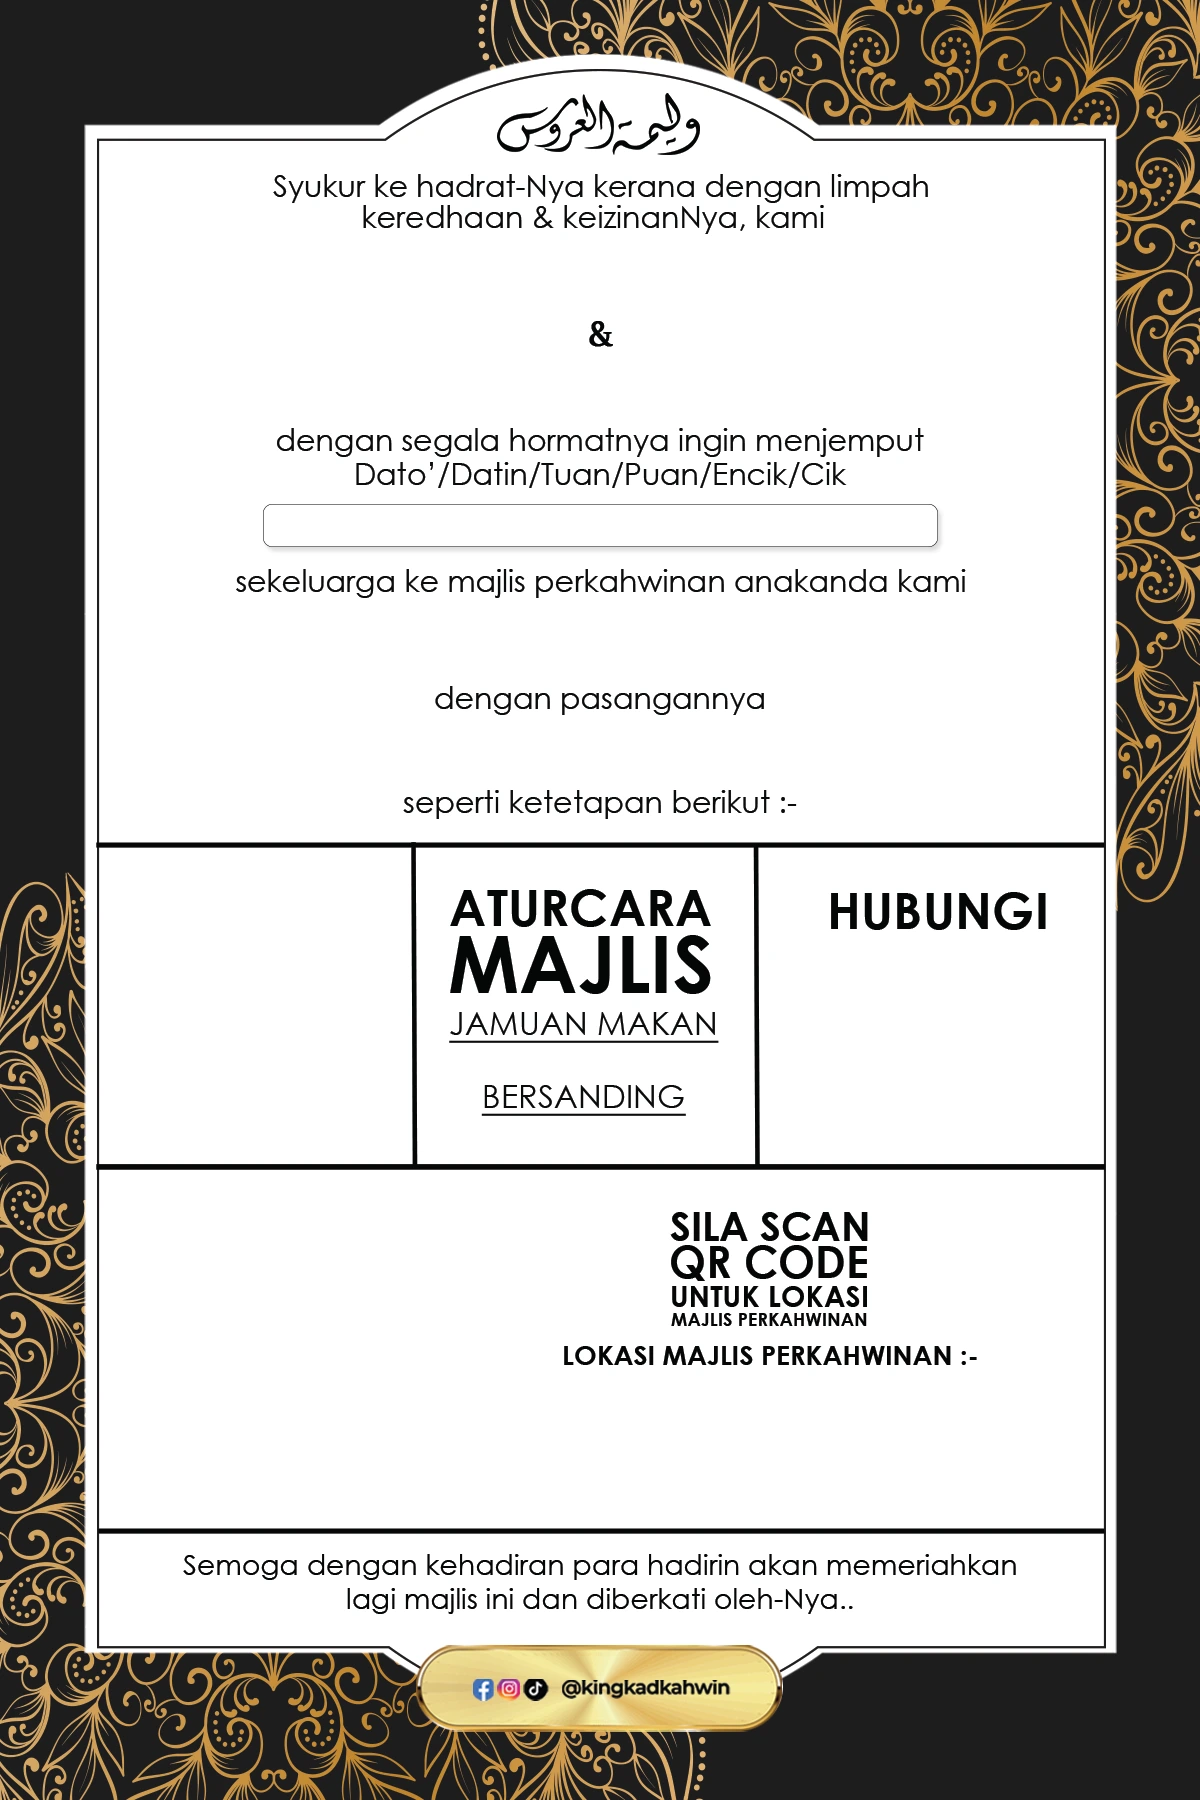 وليمة العروس
Syukur ke hadrat-Nya kerana dengan limpah
keredhaan & keizinanNya, kami
&
dengan segala hormatnya ingin menjemput
Dato’/Datin/Tuan/Puan/Encik/Cik
sekeluarga ke majlis perkahwinan anakanda kami
dengan pasangannya
seperti ketetapan berikut :-
ATURCARA
MAJLIS
JAMUAN MAKAN
BERSANDING
HUBUNGI
SILA SCAN
QR CODE
UNTUK LOKASI
MAJLIS PERKAHWINAN
LOKASI MAJLIS PERKAHWINAN :-
Semoga dengan kehadiran para hadirin akan memeriahkan
lagi majlis ini dan diberkati oleh-Nya..
@kingkadkahwin